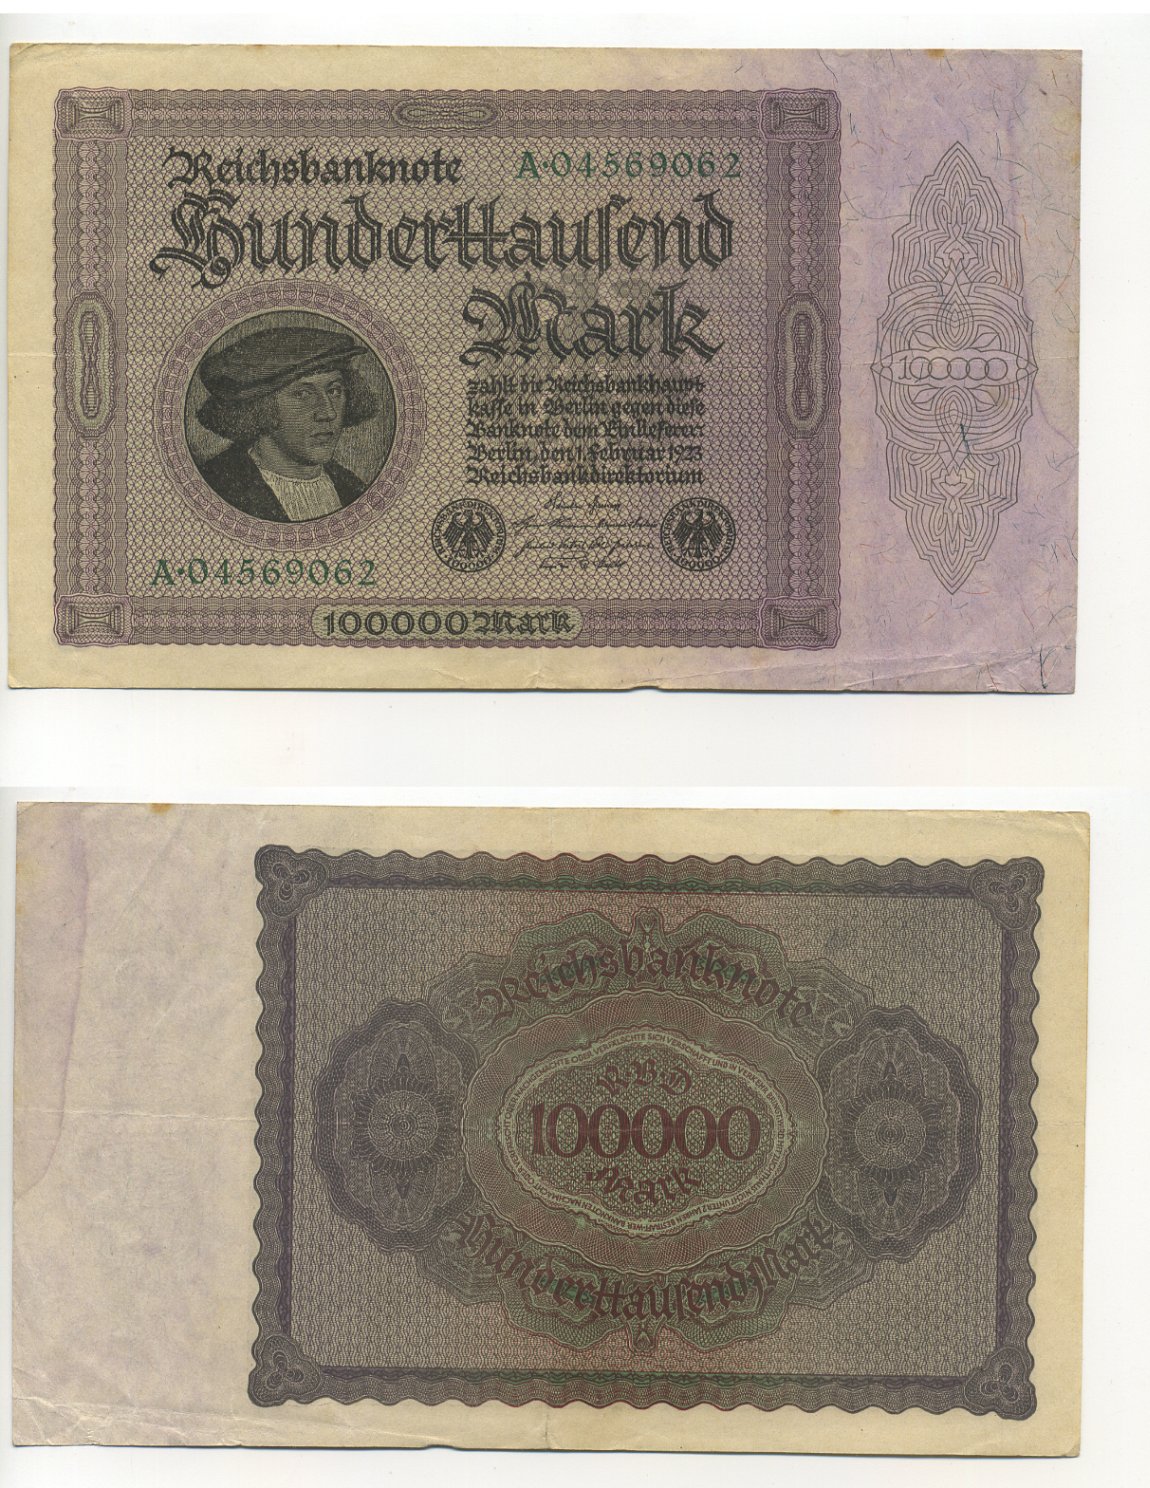 Reichsbanknote A·04569062
Hunderttausend
Mark
zahlt die Reichsbankhaupt
kasse in Berlin gegen diese
Banknote dem Einlieferer
Berlin, den 1. Februar 1923
Reichsbankdirektorium
100000
A·04569062
100000 Mark
Reichsbanknote
R·B·D
100000
Mark
Hunderttausend Mark